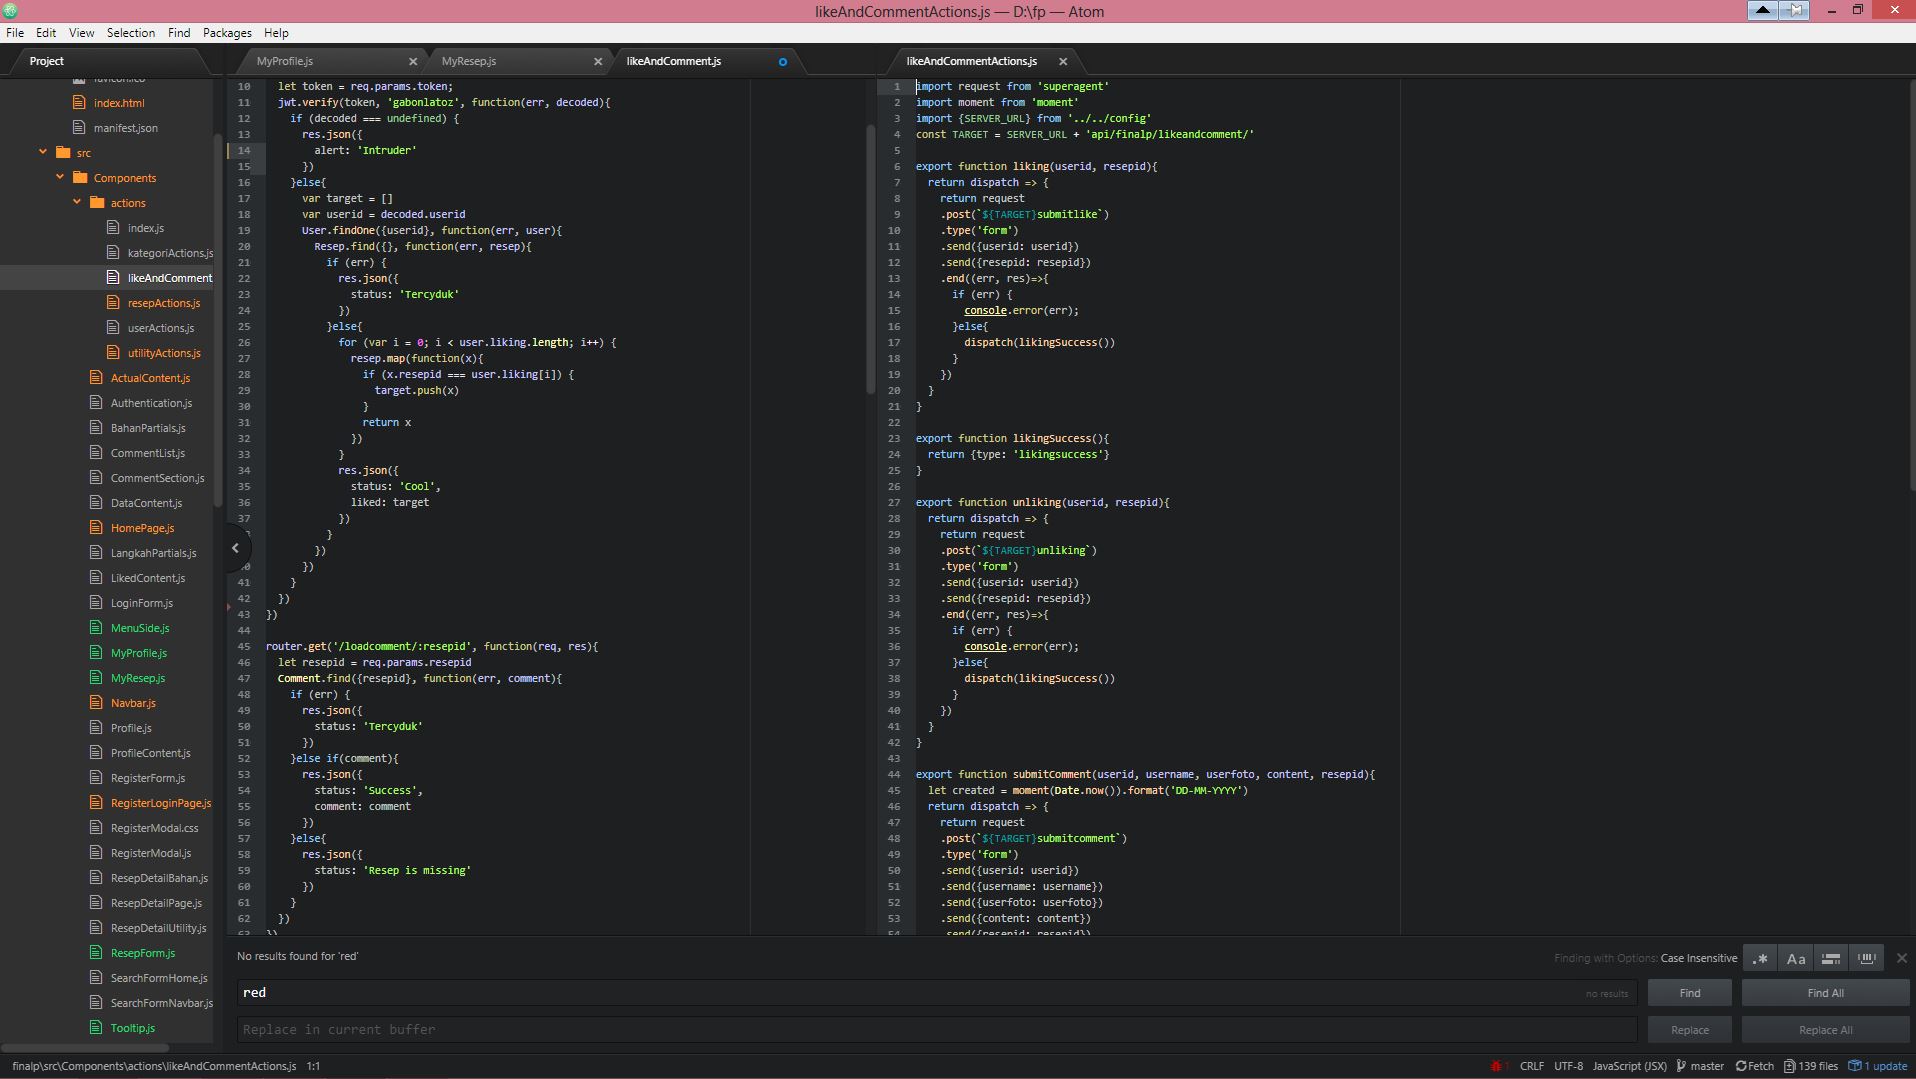 likeAndCommentActions.js — D:\fp — Atom
File Edit View Selection Find Packages Help
Project
favicon.ico
index.html
manifest.json
src
Components
actions
index.js
kategoriActions.js
likeAndComment
resepActions.js
userActions.js
utilityActions.js
ActualContent.js
Authentication.js
BahanPartials.js
CommentList.js
CommentSection.js
DataContent.js
HomePage.js
LangkahPartials.js
LikedContent.js
LoginForm.js
MenuSide.js
MyProfile.js
MyResep.js
Navbar.js
Profile.js
ProfileContent.js
RegisterForm.js
RegisterLoginPage.js
RegisterModal.css
RegisterModal.js
ResepDetailBahan.js
ResepDetailPage.js
ResepDetailUtility.js
ResepForm.js
SearchFormHome.js
SearchFormNavbar.js
Tooltip.js
MyProfile.js MyResep.js likeAndComment.js
10 let token = req.params.token;
11 jwt.verify(token, 'gabonlatoz', function(err, decoded){
12 if (decoded === undefined) {
13 res.json({
14 alert: 'Intruder'
15 })
16 }else{
17 var target = []
18 var userid = decoded.userid
19 User.findOne({userid}, function(err, user){
20 Resep.find({}, function(err, resep){
21 if (err) {
22 res.json({
23 status: 'Tercyduk'
24 })
25 }else{
26 for (var i = 0; i < user.liking.length; i++) {
27 resep.map(function(x){
28 if (x.resepid === user.liking[i]) {
29 target.push(x)
30 }
31 return x
32 })
33 }
34 res.json({
35 status: 'Cool',
36 liked: target
37 })
}
})
0 })
41 }
42 })
43 })
44
45 router.get('/loadcomment/:resepid', function(req, res){
46 let resepid = req.params.resepid
47 Comment.find({resepid}, function(err, comment){
48 if (err) {
49 res.json({
50 status: 'Tercyduk'
51 })
52 }else if(comment){
53 res.json({
54 status: 'Success',
55 comment: comment
56 })
57 }else{
58 res.json({
59 status: 'Resep is missing'
60 })
61 }
62 })
63 })
likeAndCommentActions.js
1 import request from 'superagent'
2 import moment from 'moment'
3 import {SERVER_URL} from '../../config'
4 const TARGET = SERVER_URL + 'api/finalp/likeandcomment/'
5
6 export function liking(userid, resepid){
7 return dispatch => {
8 return request
9 .post(`${TARGET}submitlike`)
10 .type('form')
11 .send({userid: userid})
12 .send({resepid: resepid})
13 .end((err, res)=>{
14 if (err) {
15 console.error(err);
16 }else{
17 dispatch(likingSuccess())
18 }
19 })
20 }
21 }
22
23 export function likingSuccess(){
24 return {type: 'likingsuccess'}
25 }
26
27 export function unliking(userid, resepid){
28 return dispatch => {
29 return request
30 .post(`${TARGET}unliking`)
31 .type('form')
32 .send({userid: userid})
33 .send({resepid: resepid})
34 .end((err, res)=>{
35 if (err) {
36 console.error(err);
37 }else{
38 dispatch(likingSuccess())
39 }
40 })
41 }
42 }
43
44 export function submitComment(userid, username, userfoto, content, resepid){
45 let created = moment(Date.now()).format('DD-MM-YYYY')
46 return dispatch => {
47 return request
48 .post(`${TARGET}submitcomment`)
49 .type('form')
50 .send({userid: userid})
51 .send({username: username})
52 .send({userfoto: userfoto})
53 .send({content: content})
54 .send({resepid: resepid})
No results found for 'red'
Finding with Options: Case Insensitive .* Aa
red no results Find Find All
Replace in current buffer Replace Replace All
finalp\src\Components\actions\likeAndCommentActions.js 1:1 1 CRLF UTF-8 JavaScript (JSX) master Fetch 139 files 1 update